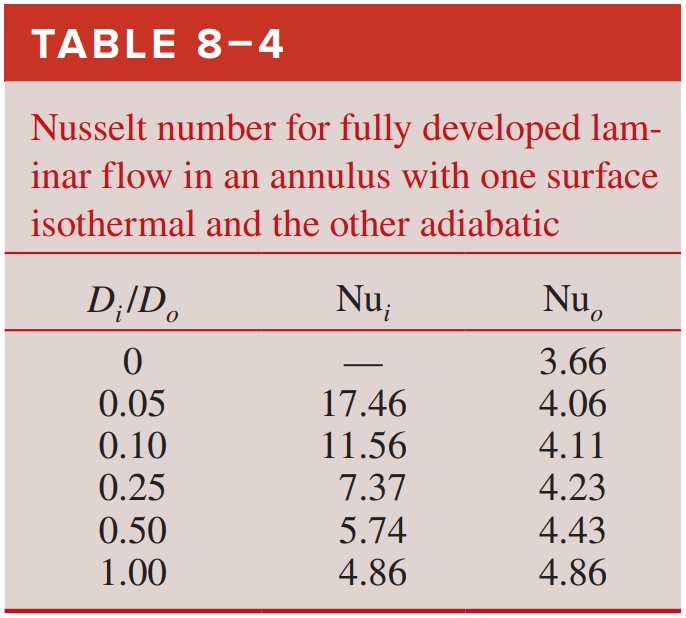 TABLE 8–4
Nusselt number for fully developed lam-
inar flow in an annulus with one surface
isothermal and the other adiabatic
Di/Do Nui Nuo
0 — 3.66
0.05 17.46 4.06
0.10 11.56 4.11
0.25 7.37 4.23
0.50 5.74 4.43
1.00 4.86 4.86